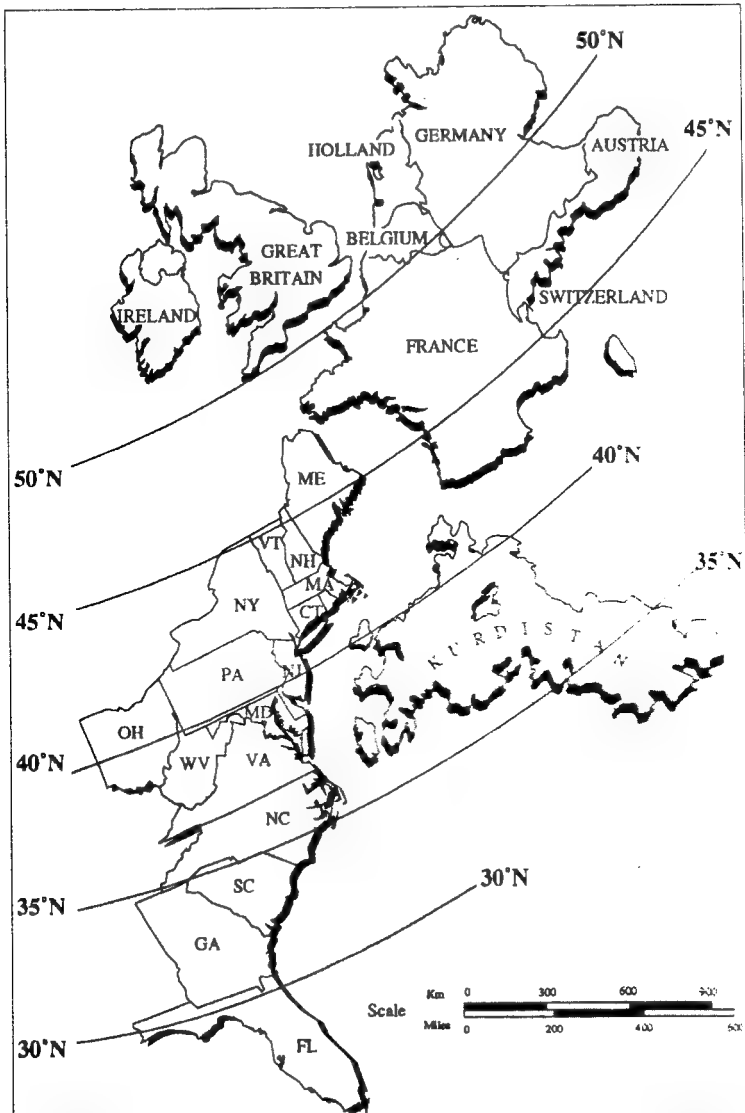 50°N
45°N
HOLLAND
GERMANY
AUSTRIA
BELGIUM
GREAT
BRITAIN
IRELAND
SWITZERLAND
FRANCE
50°N
40°N
ME
VT
NH
MA
CT
NY
45°N
35°N
KURDISTAN
PA
NJ
OH
MD
40°N
WV
VA
NC
SC
30°N
35°N
GA
Km 0 300 600 900
Scale
Miles 0 200 400 600
FL
30°N